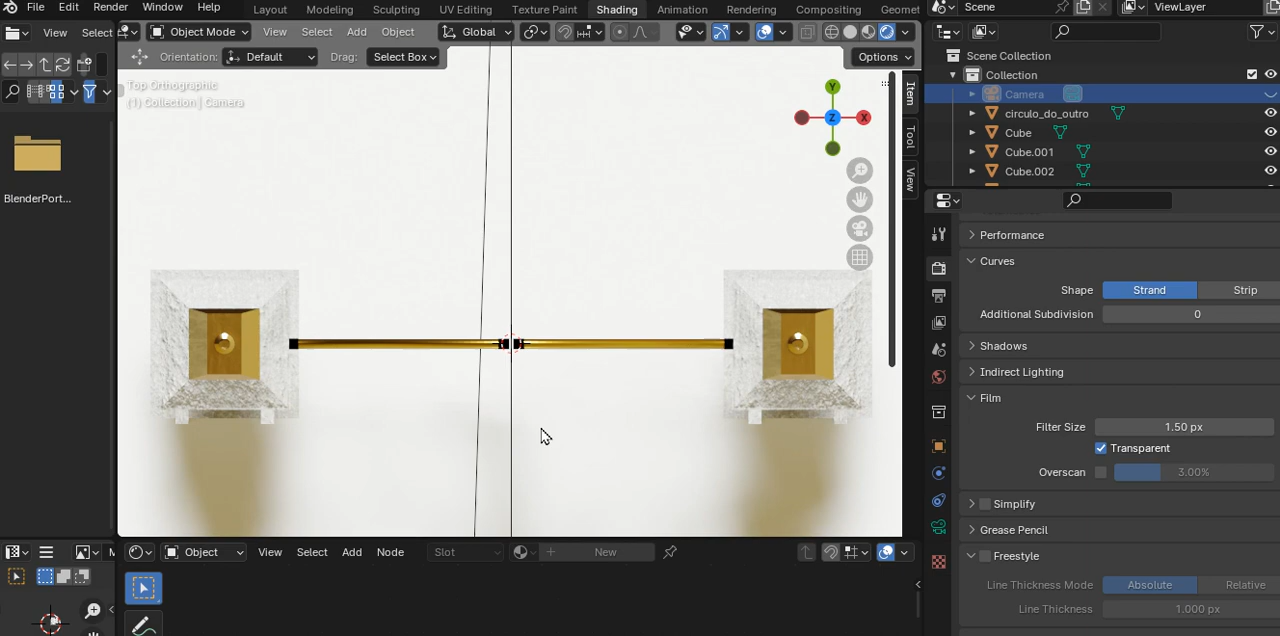 File Edit Render Window Help Layout Modeling Sculpting UV Editing Texture Paint Shading Animation Rendering Compositing Geomet Scene ViewLayer
View Select Object Mode View Select Add Object Global
Orientation: Default Drag: Select Box Options
Top Orthographic
(1) Collection | Camera
Y
X
Z
Item
Tool
View
BlenderPort...
Scene Collection
Collection
Camera
circulo_do_outro
Cube
Cube.001
Cube.002
Performance
Curves
Shape Strand Strip
Additional Subdivision 0
Shadows
Indirect Lighting
Film
Filter Size 1.50 px
Transparent
Overscan 3.00%
Simplify
Grease Pencil
Freestyle
Line Thickness Mode Absolute Relative
Line Thickness 1.000 px
M Object View Select Add Node Slot New